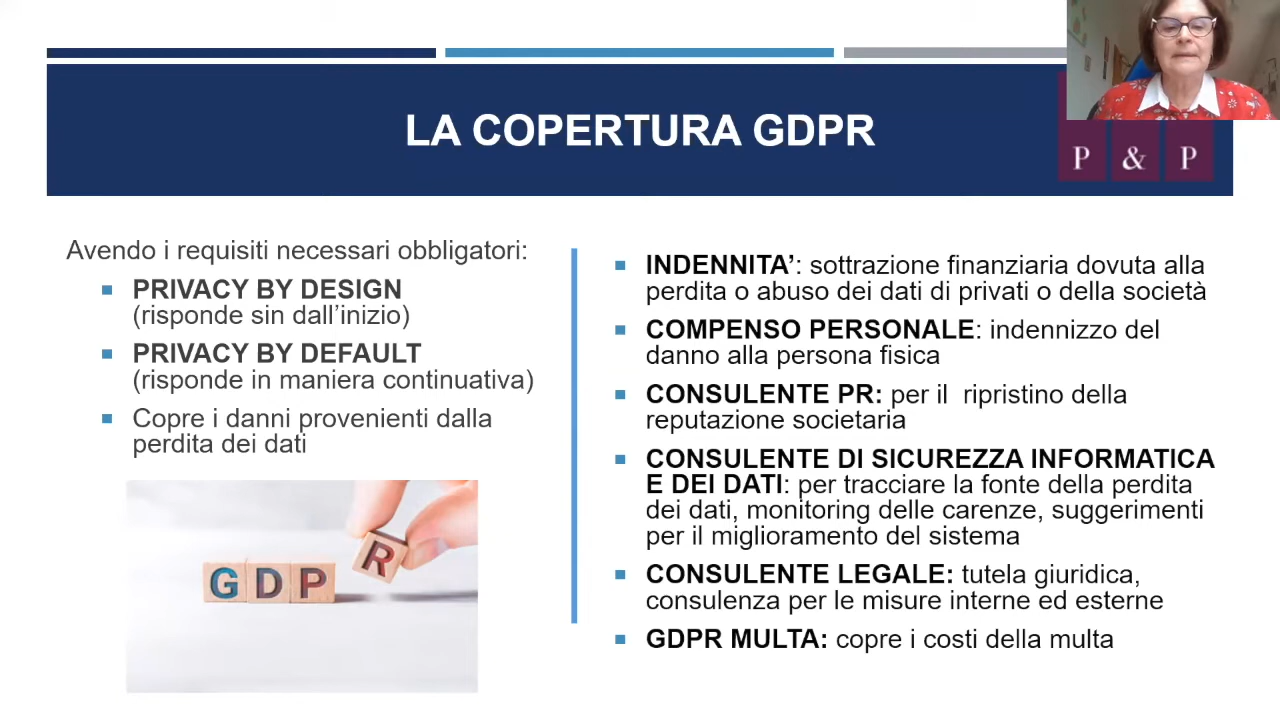 LA COPERTURA GDPR
P & P
Avendo i requisiti necessari obbligatori:
PRIVACY BY DESIGN
(risponde sin dall'inizio)
PRIVACY BY DEFAULT
(risponde in maniera continuativa)
Copre i danni provenienti dalla
perdita dei dati
GDPR
INDENNITA': sottrazione finanziaria dovuta alla
perdita o abuso dei dati di privati o della società
COMPENSO PERSONALE: indennizzo del
danno alla persona fisica
CONSULENTE PR: per il  ripristino della
reputazione societaria
CONSULENTE DI SICUREZZA INFORMATICA
E DEI DATI: per tracciare la fonte della perdita
dei dati, monitoring delle carenze, suggerimenti
per il miglioramento del sistema
CONSULENTE LEGALE: tutela giuridica,
consulenza per le misure interne ed esterne
GDPR MULTA: copre i costi della multa